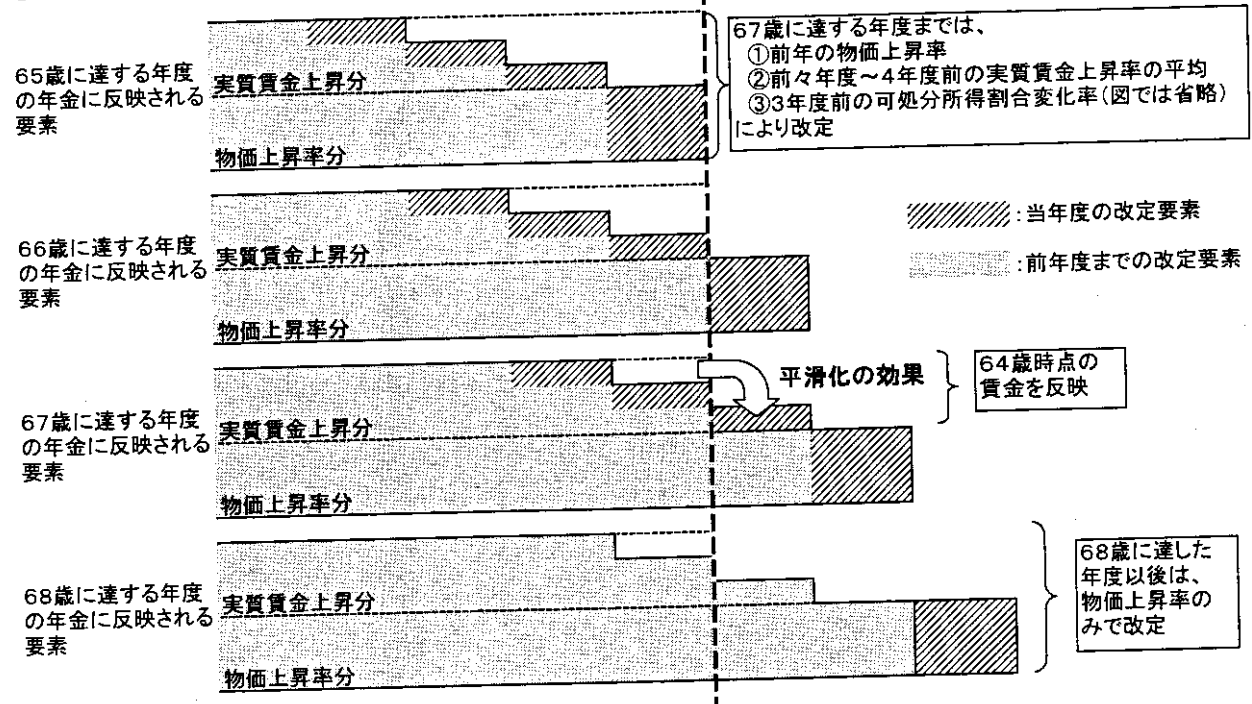 67歳に達する年度までは、
①前年の物価上昇率
②前々年度～4年度前の実質賃金上昇率の平均
③3年度前の可処分所得割合変化率(図では省略)
により改定
65歳に達する年度
の年金に反映される
要素
実質賃金上昇分
物価上昇率分
:当年度の改定要素
:前年度までの改定要素
66歳に達する年度
の年金に反映される
要素
実質賃金上昇分
物価上昇率分
平滑化の効果
64歳時点の
賃金を反映
67歳に達する年度
の年金に反映される
要素
実質賃金上昇分
物価上昇率分
68歳に達した
年度以後は、
物価上昇率の
みで改定
68歳に達する年度
の年金に反映される
要素
実質賃金上昇分
物価上昇率分